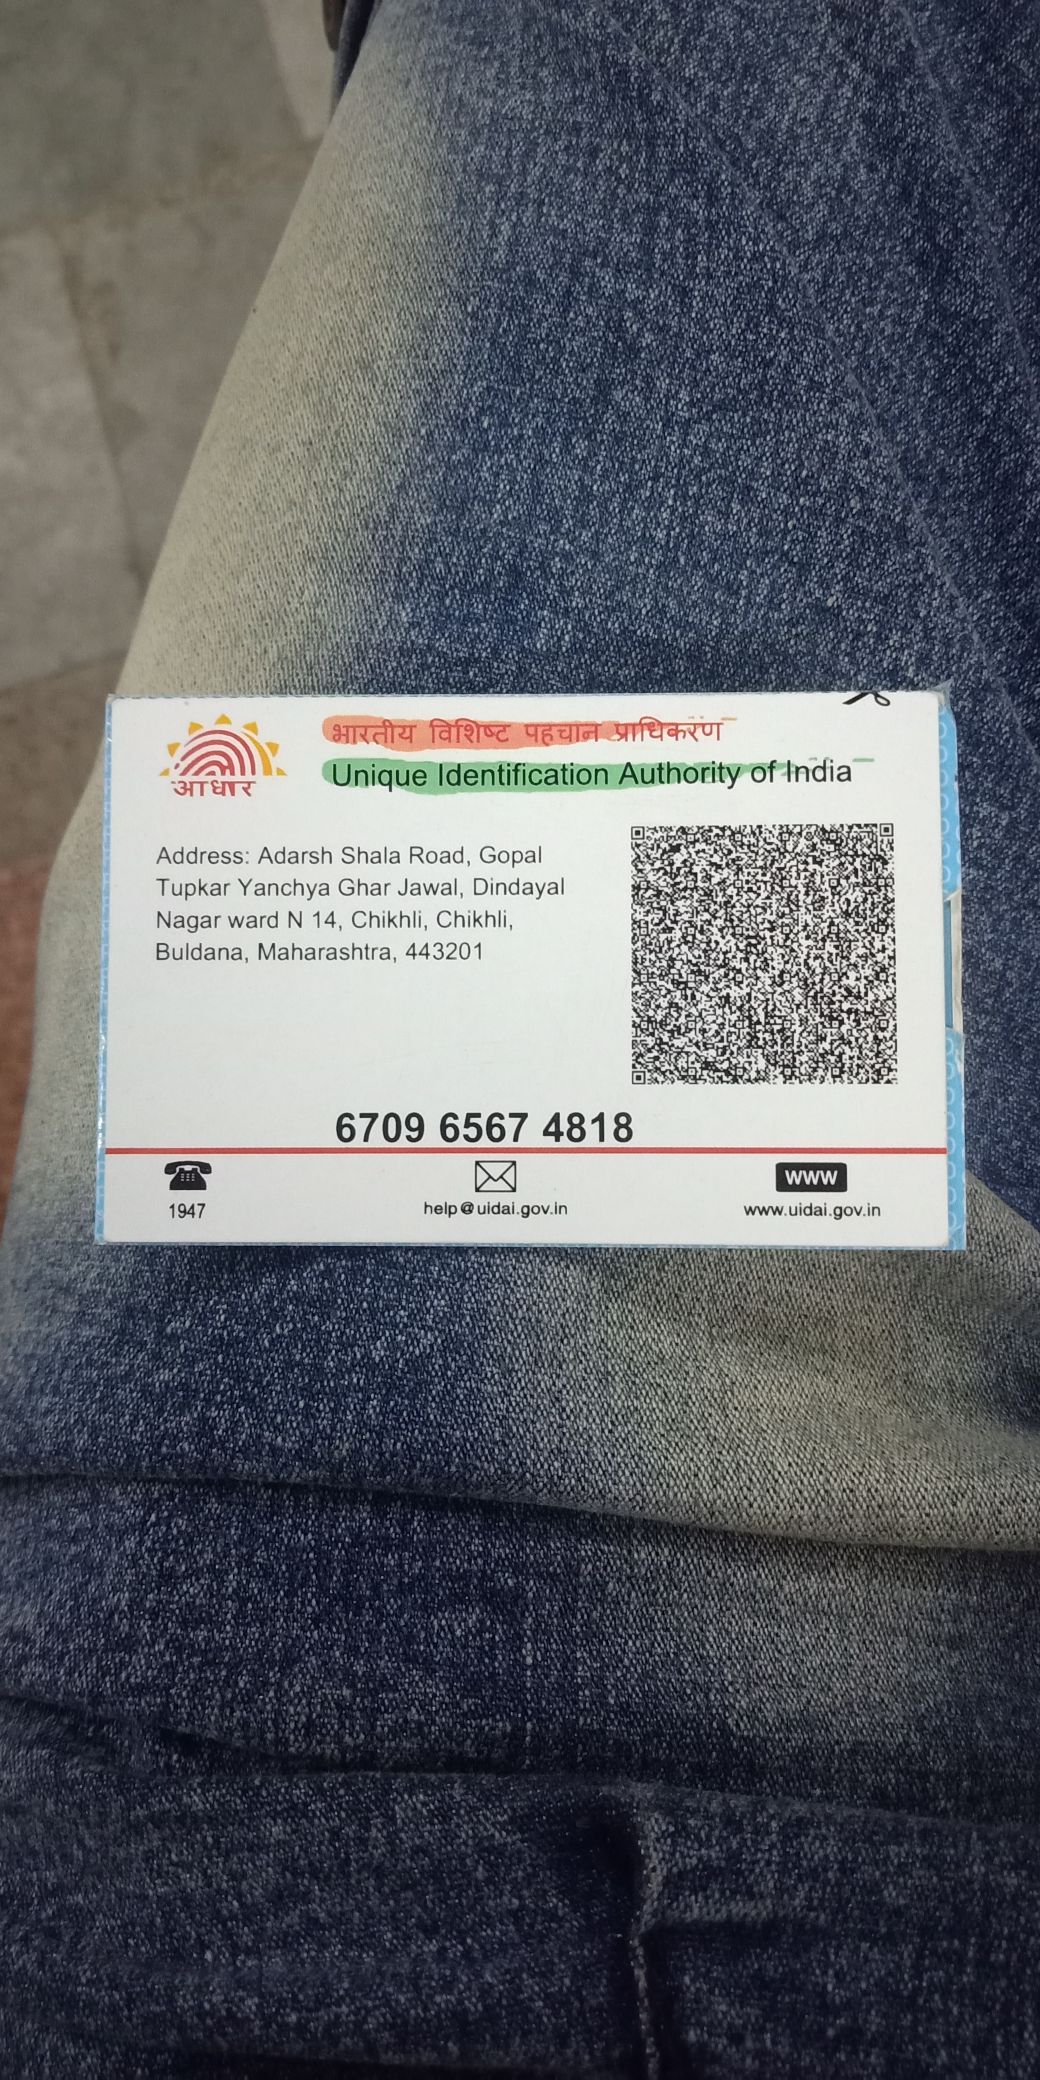 आधार
भारतीय विशिष्ट पहचान प्राधिकरण
Unique Identification Authority of India
Address: Adarsh Shala Road, Gopal
Tupkar Yanchya Ghar Jawal, Dindayal
Nagar ward N 14, Chikhli, Chikhli,
Buldana, Maharashtra, 443201
6709 6567 4818
1947
help@uidai.gov.in
www
www.uidai.gov.in